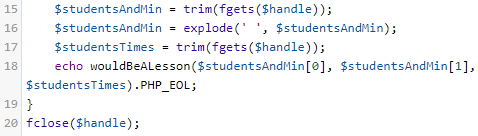 15 $studentsAndMin = trim(fgets($handle));
16 $studentsAndMin = explode(' ', $studentsAndMin);
17 $studentsTimes = trim(fgets($handle));
18 echo wouldBeALesson($studentsAndMin[0], $studentsAndMin[1],
$studentsTimes).PHP_EOL;
19 }
20 fclose($handle);